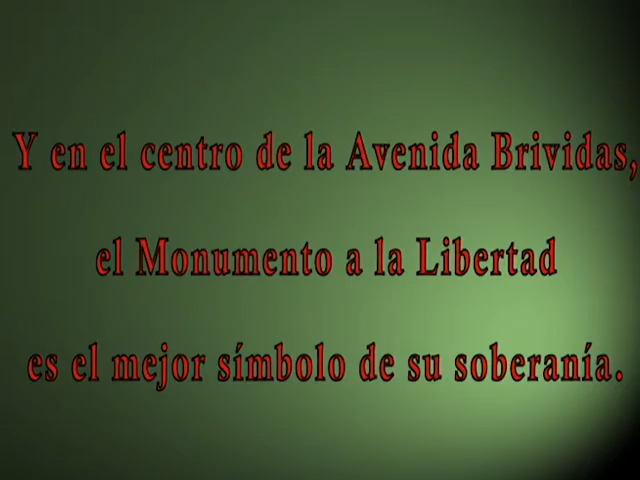 Y en el centro de la Avenida Brividas,
el Monumento a la Libertad
es el mejor símbolo de su soberanía.